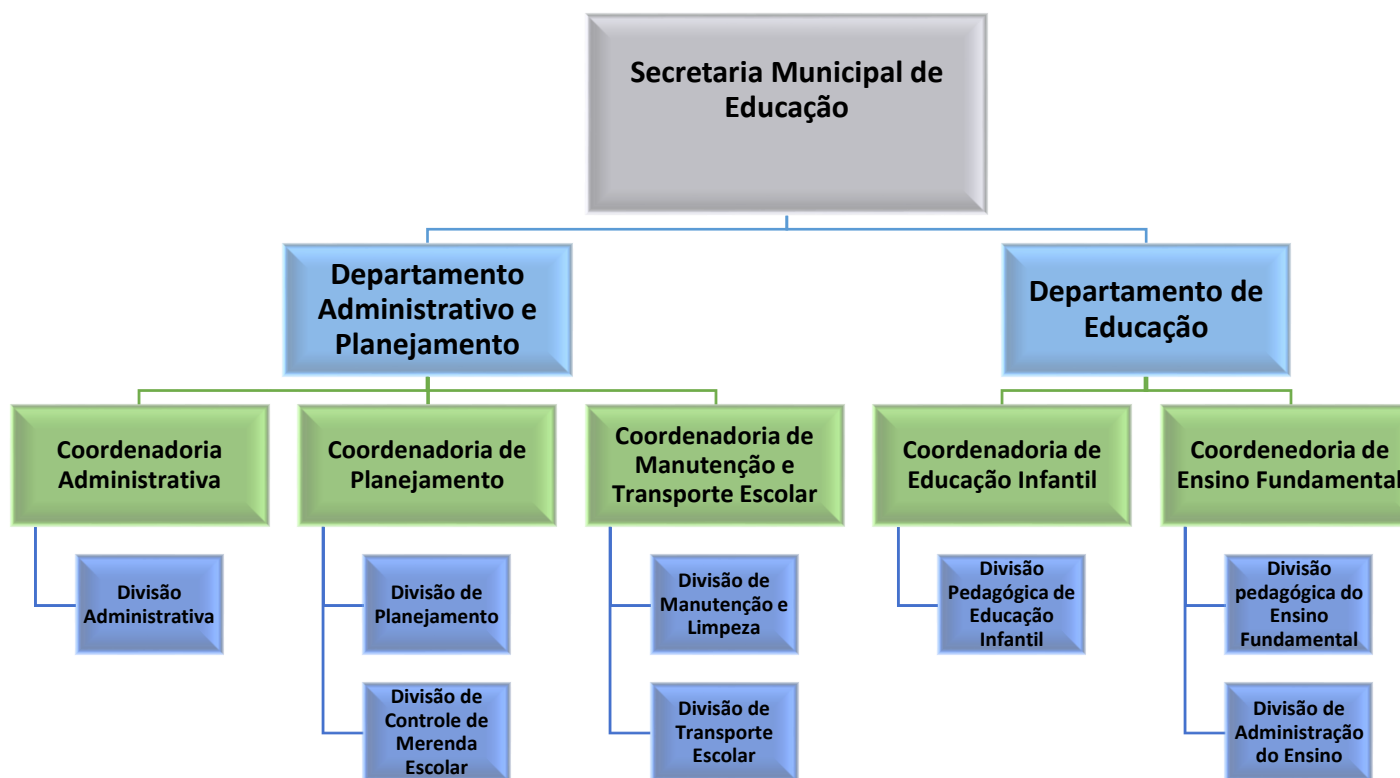 Secretaria Municipal de
Educação
Departamento
Administrativo e
Planejamento
Departamento de
Educação
Coordenadoria
Administrativa
Coordenadoria de
Planejamento
Coordenadoria de
Manutenção e
Transporte Escolar
Coordenadoria de
Educação Infantil
Coordenedoria de
Ensino Fundamental
Divisão
Administrativa
Divisão de
Planejamento
Divisão de
Manutenção e
Limpeza
Divisão
Pedagógica de
Educação
Infantil
Divisão
pedagógica do
Ensino
Fundamental
Divisão de
Controle de
Merenda
Escolar
Divisão de
Transporte
Escolar
Divisão de
Administração
do Ensino